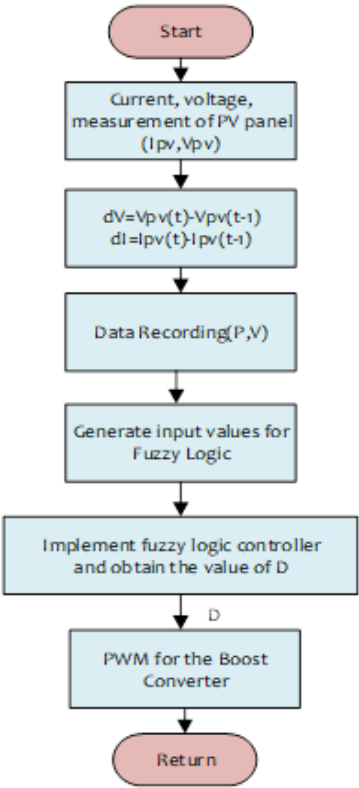 Start
Current, voltage,
measurement of PV panel
(Ipv,Vpv)
dV=Vpv(t)-Vpv(t-1)
dI=Ipv(t)-Ipv(t-1)
Data Recording(P,V)
Generate input values for
Fuzzy Logic
Implement fuzzy logic controller
and obtain the value of D
D
PWM for the Boost
Converter
Return